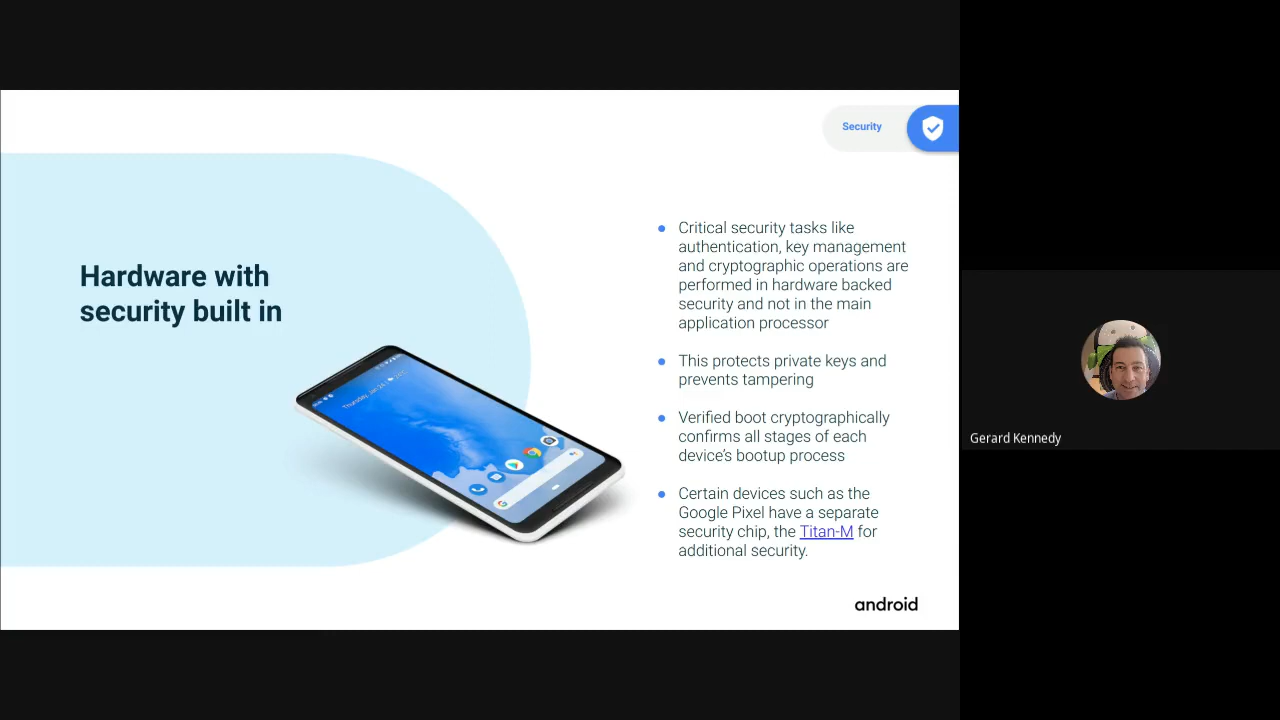 Security
Hardware with
security built in
Critical security tasks like
authentication, key management
and cryptographic operations are
performed in hardware backed
security and not in the main
application processor
This protects private keys and
prevents tampering
Verified boot cryptographically
confirms all stages of each
device’s bootup process
Certain devices such as the
Google Pixel have a separate
security chip, the Titan-M for
additional security.
android
Gerard Kennedy